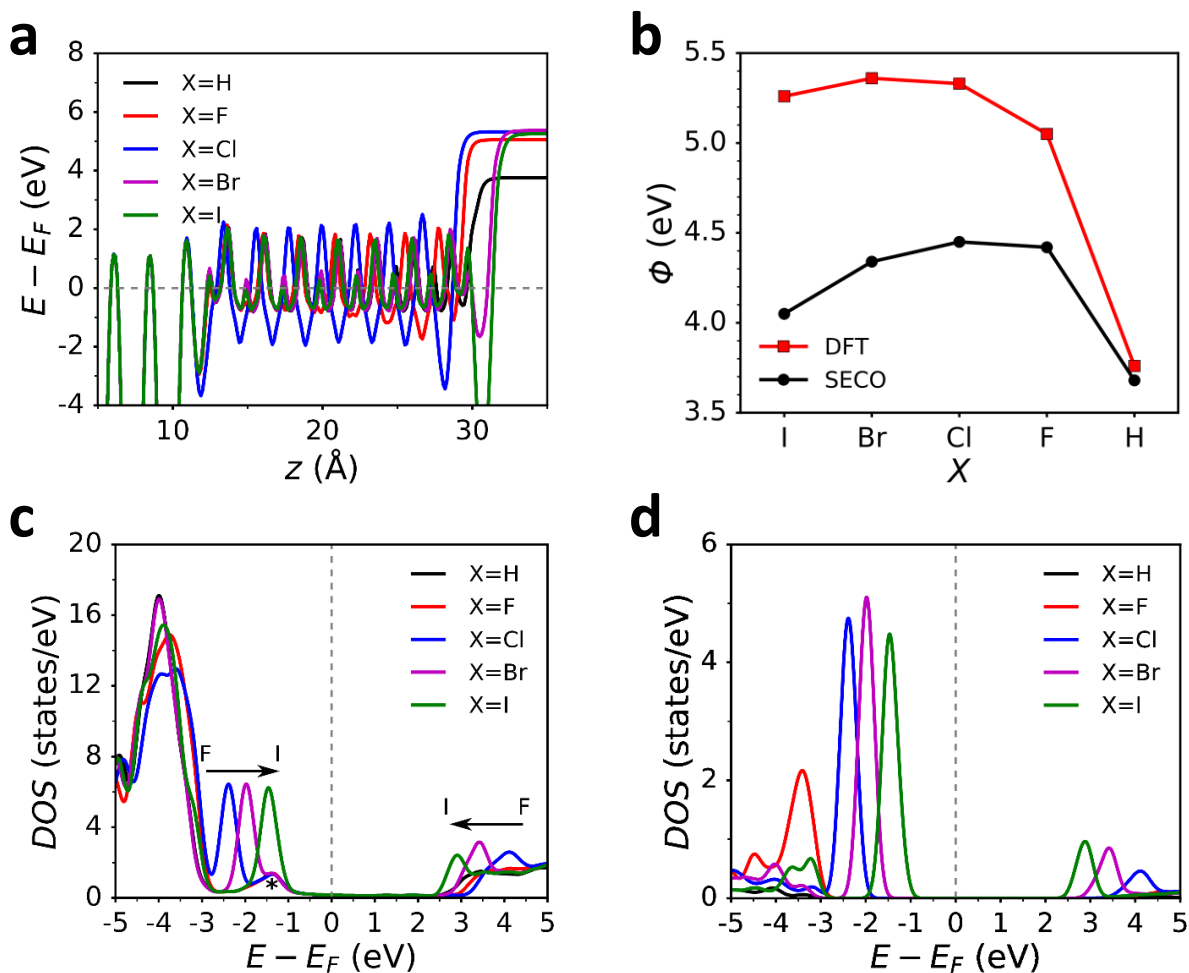 a
8
6
4
2
0
-2
-4
E − E_F (eV)
X=H
X=F
X=Cl
X=Br
X=I
10
20
30
z (Å)
b
5.5
5.0
4.5
4.0
3.5
Φ (eV)
DFT
SECO
I Br Cl F H
X
c
20
16
12
8
4
0
DOS (states/eV)
X=H
X=F
X=Cl
X=Br
X=I
F I
I F
*
-5 -4 -3 -2 -1 0 1 2 3 4 5
E − E_F (eV)
d
6
4
2
0
DOS (states/eV)
X=H
X=F
X=Cl
X=Br
X=I
-5 -4 -3 -2 -1 0 1 2 3 4 5
E − E_F (eV)